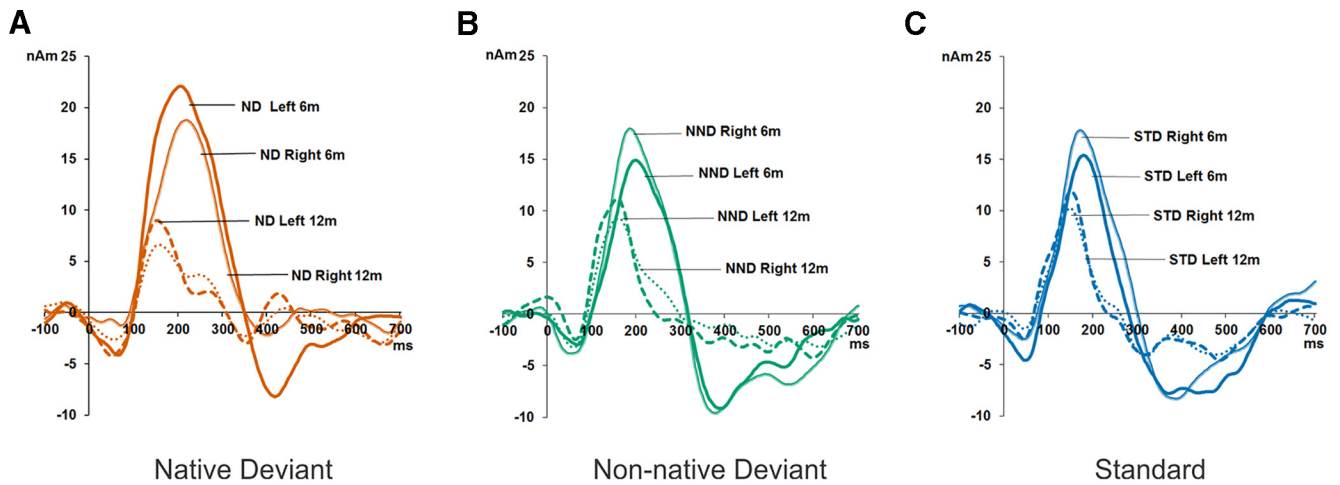 A
nAm 25
20
15
10
5
0
-5
-10
-100 0 100 200 300 400 500 600 700
ms
ND Left 6m
ND Right 6m
ND Left 12m
ND Right 12m
Native Deviant
B
nAm 25
20
15
10
5
0
-5
-10
-100 0 100 200 300 400 500 600 700
ms
NND Right 6m
NND Left 6m
NND Left 12m
NND Right 12m
Non-native Deviant
C
nAm 25
20
15
10
5
0
-5
-10
-100 0 100 200 300 400 500 600 700
ms
STD Right 6m
STD Left 6m
STD Right 12m
STD Left 12m
Standard